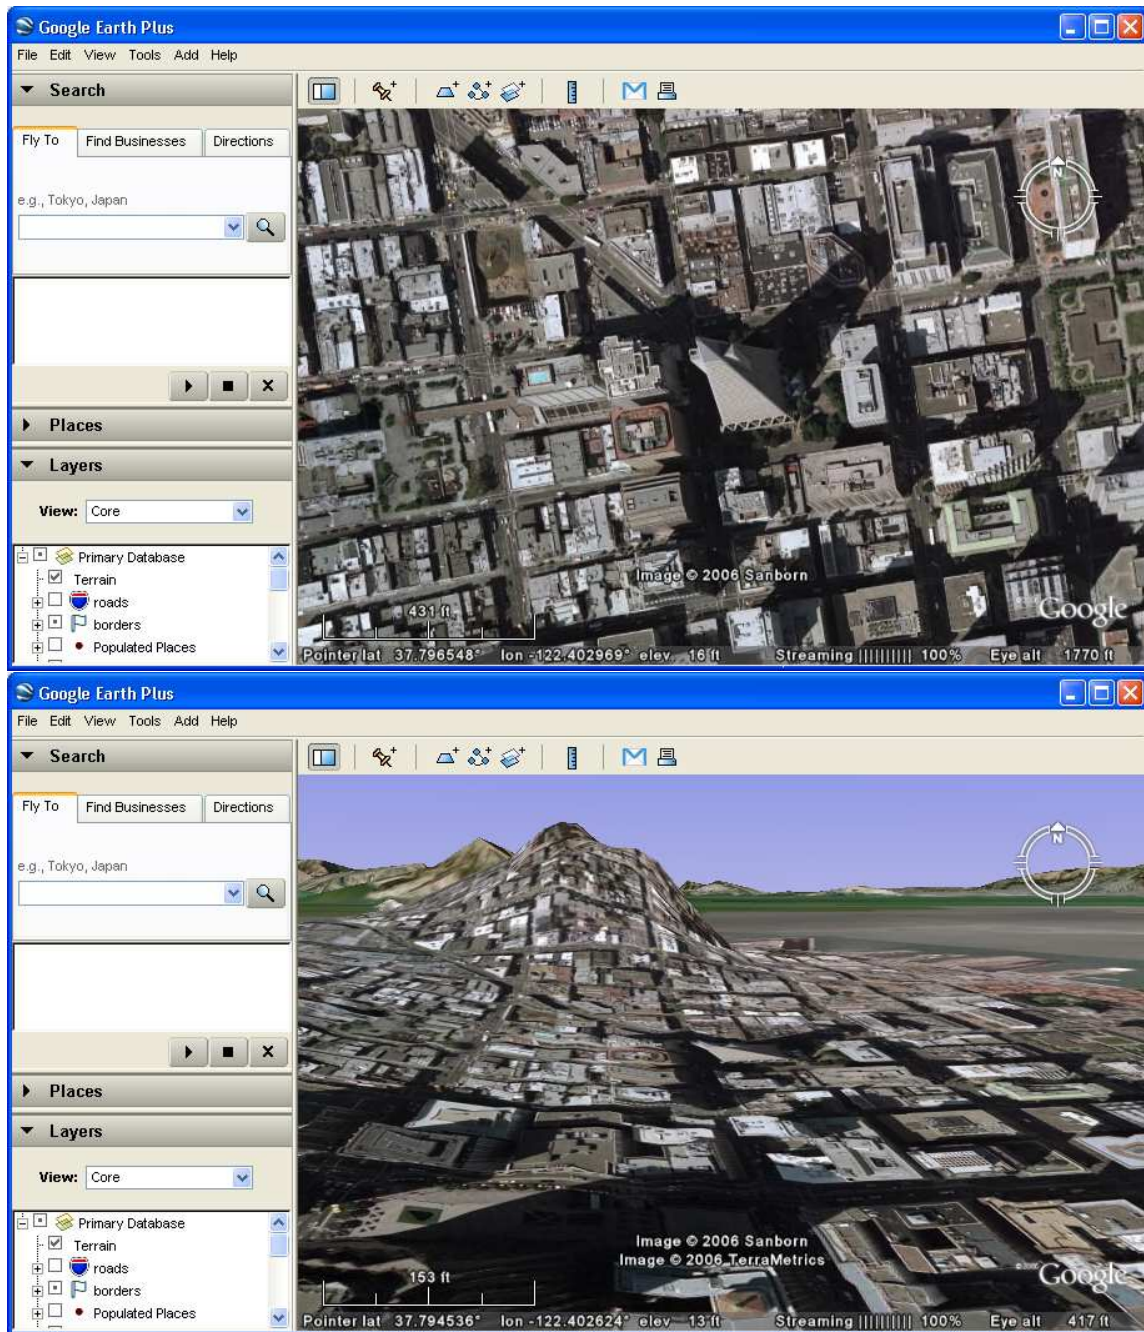 Google Earth Plus
File Edit View Tools Add Help
Search
Fly To Find Businesses Directions
e.g., Tokyo, Japan
Places
Layers
View: Core
Primary Database
Terrain
roads
borders
Populated Places
N
Image © 2006 Sanborn
Google
431 ft
Pointer lat 37.796548° lon -122.402969° elev 16 ft Streaming |||||||||| 100% Eye alt 1770 ft
Google Earth Plus
File Edit View Tools Add Help
Search
Fly To Find Businesses Directions
e.g., Tokyo, Japan
Places
Layers
View: Core
Primary Database
Terrain
roads
borders
Populated Places
N
Image © 2006 Sanborn
Image © 2006 TerraMetrics
Google
153 ft
Pointer lat 37.794536° lon -122.402624° elev 13 ft Streaming |||||||||| 100% Eye alt 417 ft